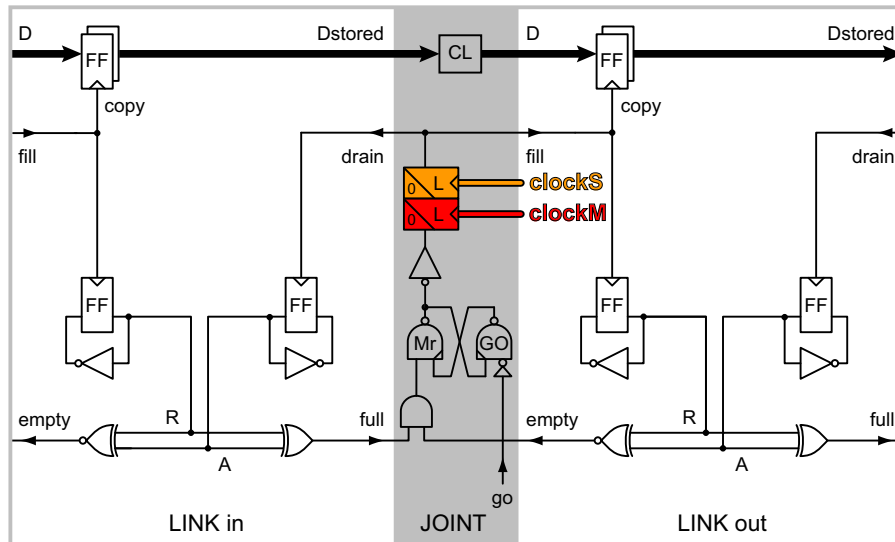 D Dstored D Dstored
FF CL FF
copy copy
fill drain fill drain
0 L clockS
0 L clockM
FF FF FF FF
Mr GO
empty R full empty R full
A A
go
LINK in JOINT LINK out